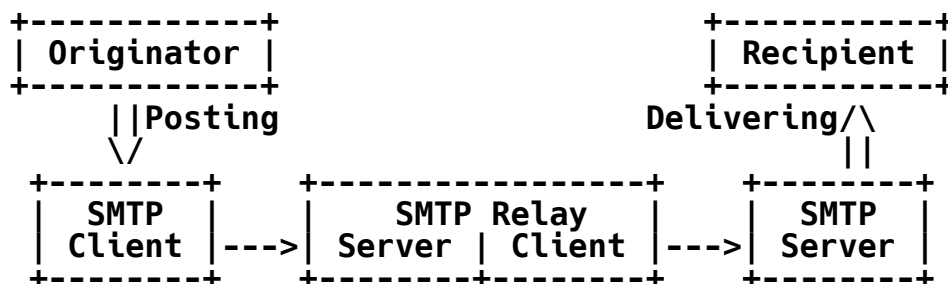 +------------+                         +-----------+
| Originator |                         | Recipient |
+------------+                         +-----------+
      ||Posting                    Delivering/\
      \/                                     ||
 +--------+    +-----------------+    +--------+
 |  SMTP  |    |    SMTP Relay   |    |  SMTP  |
 | Client |--->| Server | Client |--->| Server |
 +--------+    +--------+--------+    +--------+